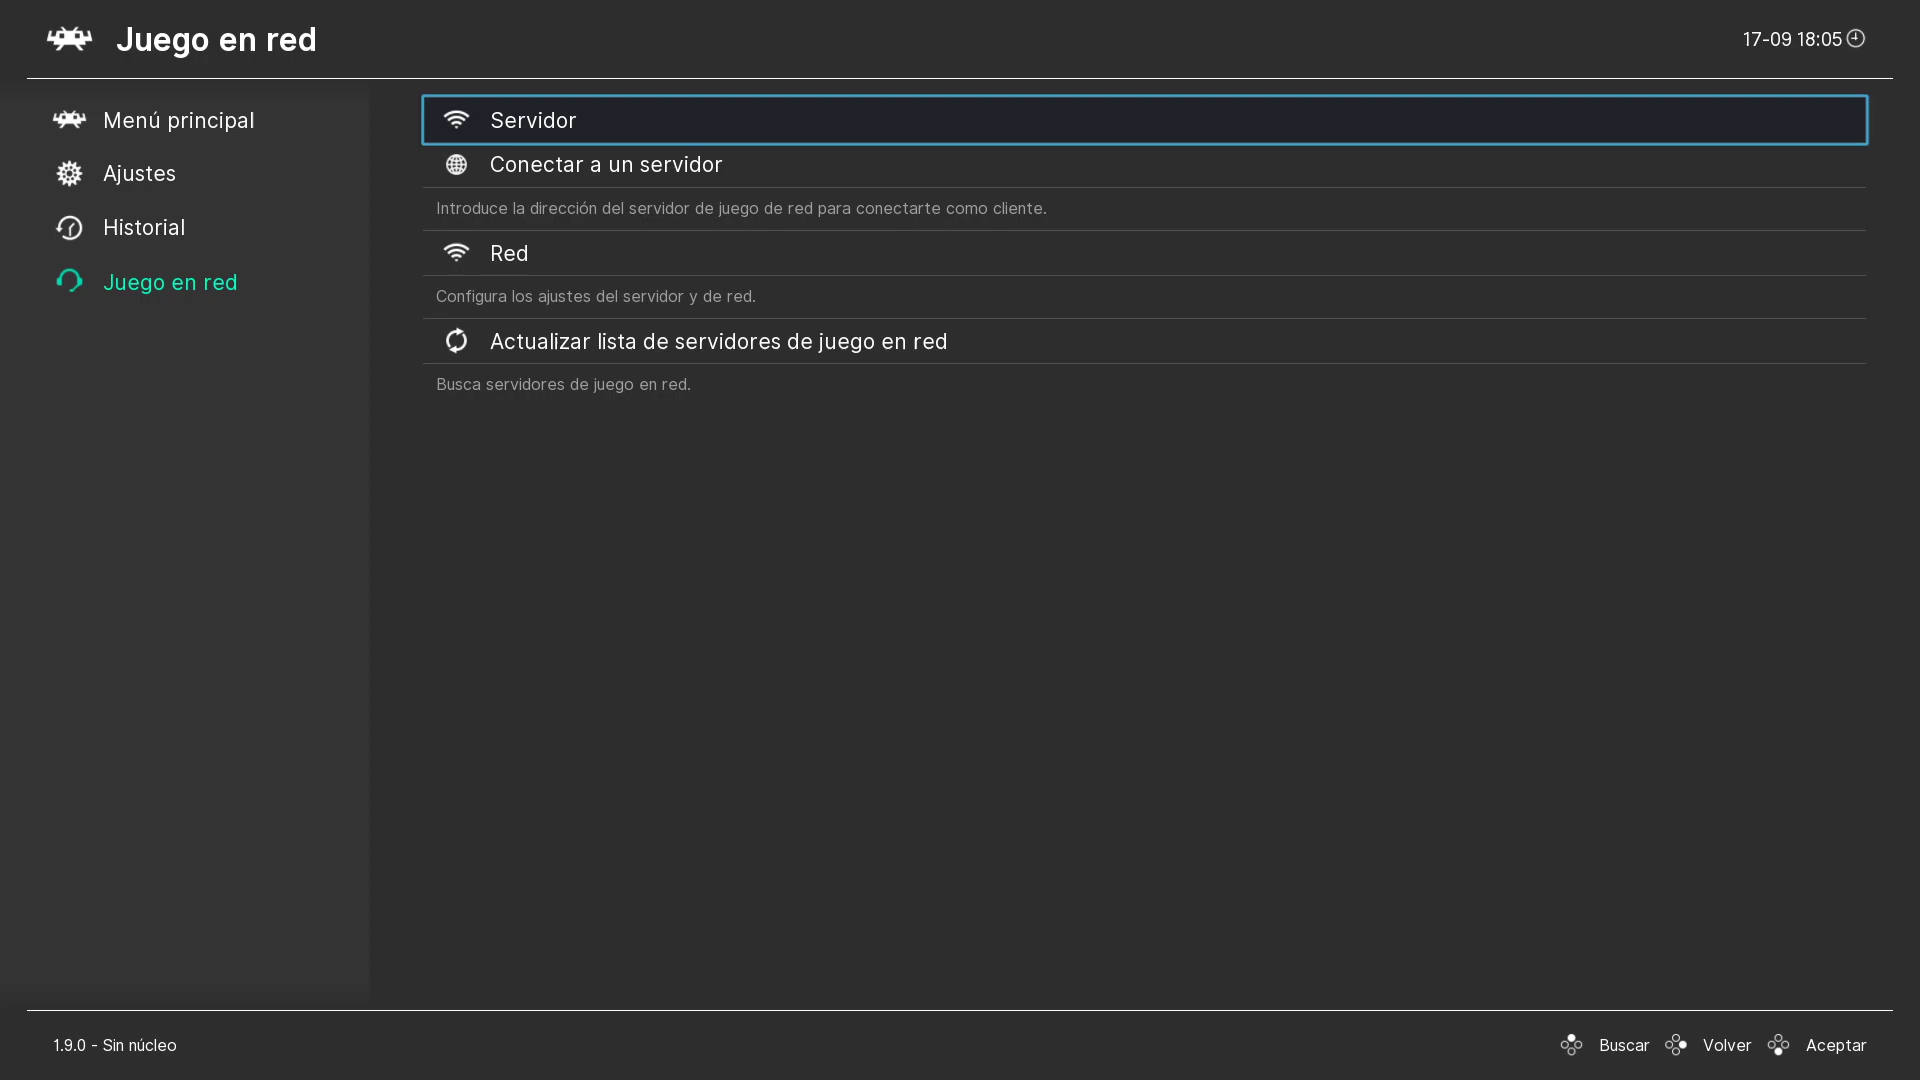 Juego en red
17-09 18:05
Menú principal
Ajustes
Historial
Juego en red
Servidor
Conectar a un servidor
Introduce la dirección del servidor de juego de red para conectarte como cliente.
Red
Configura los ajustes del servidor y de red.
Actualizar lista de servidores de juego en red
Busca servidores de juego en red.
1.9.0 - Sin núcleo
Buscar Volver Aceptar